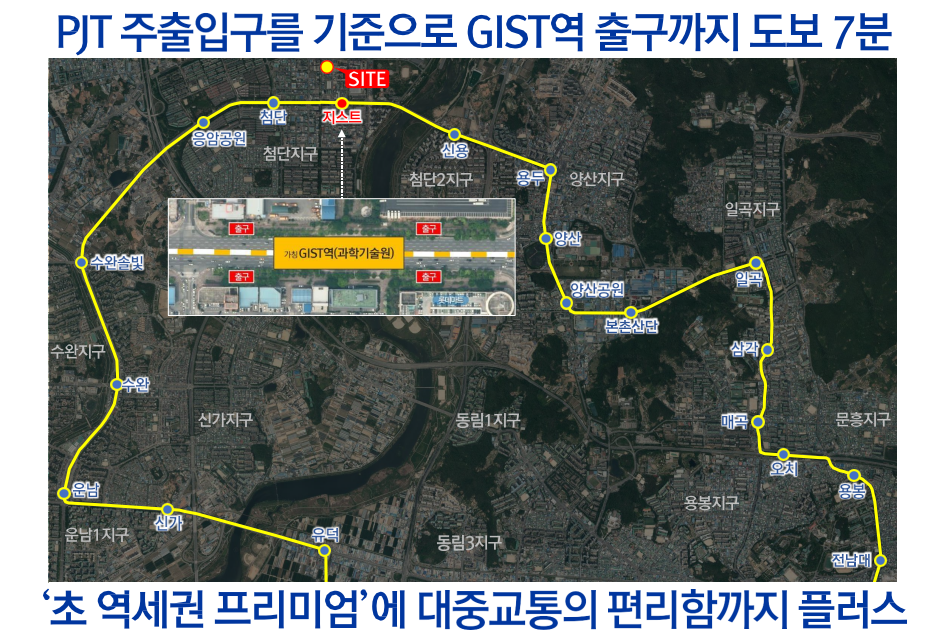 PJT 주출입구를 기준으로 GIST역 출구까지 도보 7분
SITE
첨단
지스트
응암공원
신용
첨단지구
첨단2지구
용두
양산지구
일곡지구
출구
출구
가칭 GIST역(과학기술원)
출구
출구
롯데마트
양산
수완솔빛
일곡
양산공원
본촌산단
수완지구
삼각
수완
신가지구
동림1지구
매곡
문흥지구
오치
운남
용봉
신가
용봉지구
운남1지구
유덕
동림3지구
전남대
‘초 역세권 프리미엄’에 대중교통의 편리함까지 플러스